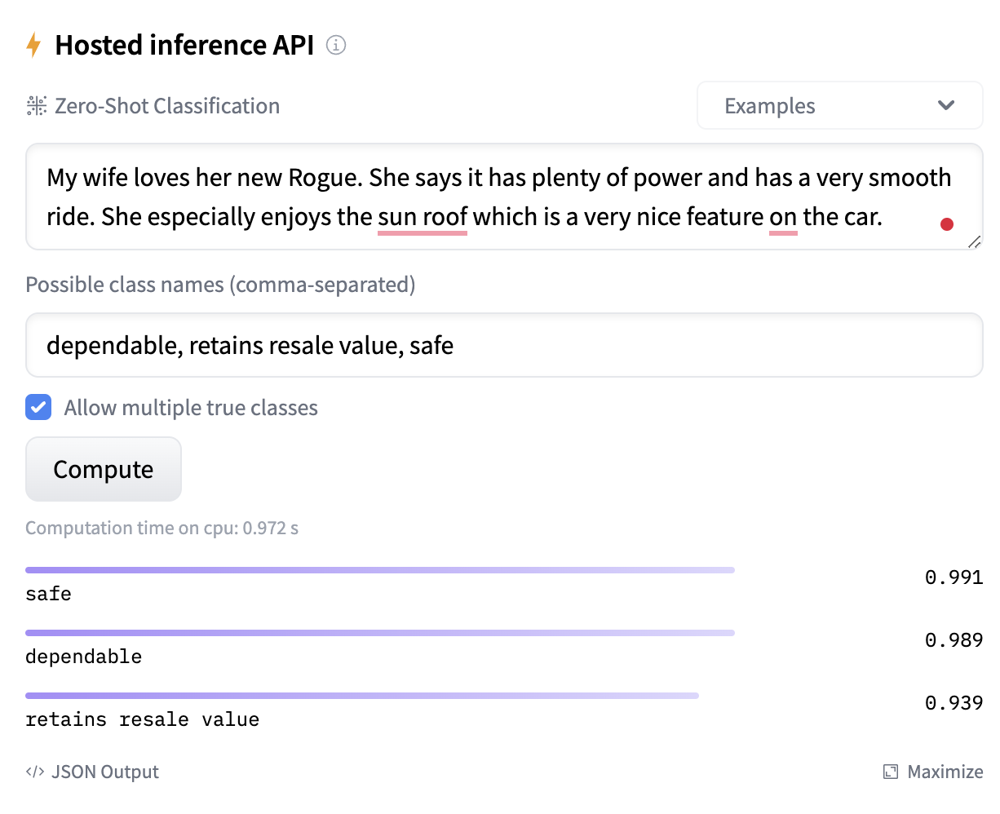 Hosted inference API
Zero-Shot Classification
Examples
My wife loves her new Rogue. She says it has plenty of power and has a very smooth
ride. She especially enjoys the sun roof which is a very nice feature on the car.
Possible class names (comma-separated)
dependable, retains resale value, safe
Allow multiple true classes
Compute
Computation time on cpu: 0.972 s
safe 0.991
dependable 0.989
retains resale value 0.939
</> JSON Output
Maximize